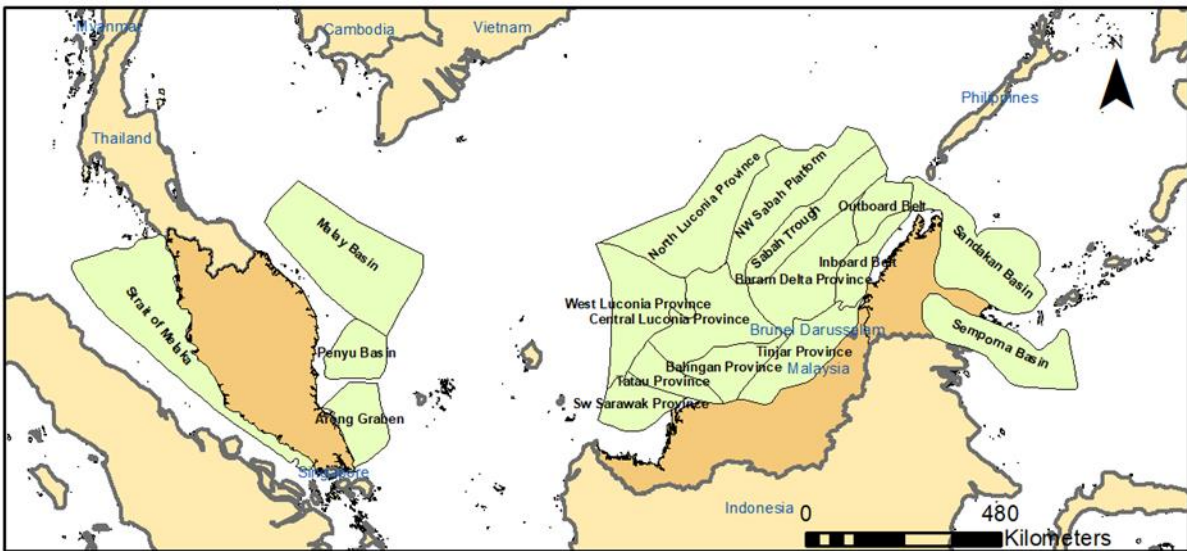 Myanmar
Cambodia
Vietnam
N
Philippines
Thailand
Malay Basin
North Luconia Province
NW Sabah Platform
Sabah Trough
Outboard Belt
Sandakan Basin
Inboard Belt
Baram Delta Province
Strait of Melaka
West Luconia Province
Central Luconia Province
Brunei Darussalam
Penyu Basin
Tinjar Province
Semporna Basin
Balingan Province
Malaysia
Tatau Province
Sw Sarawak Province
Arong Graben
Singapore
Indonesia
0 480
Kilometers